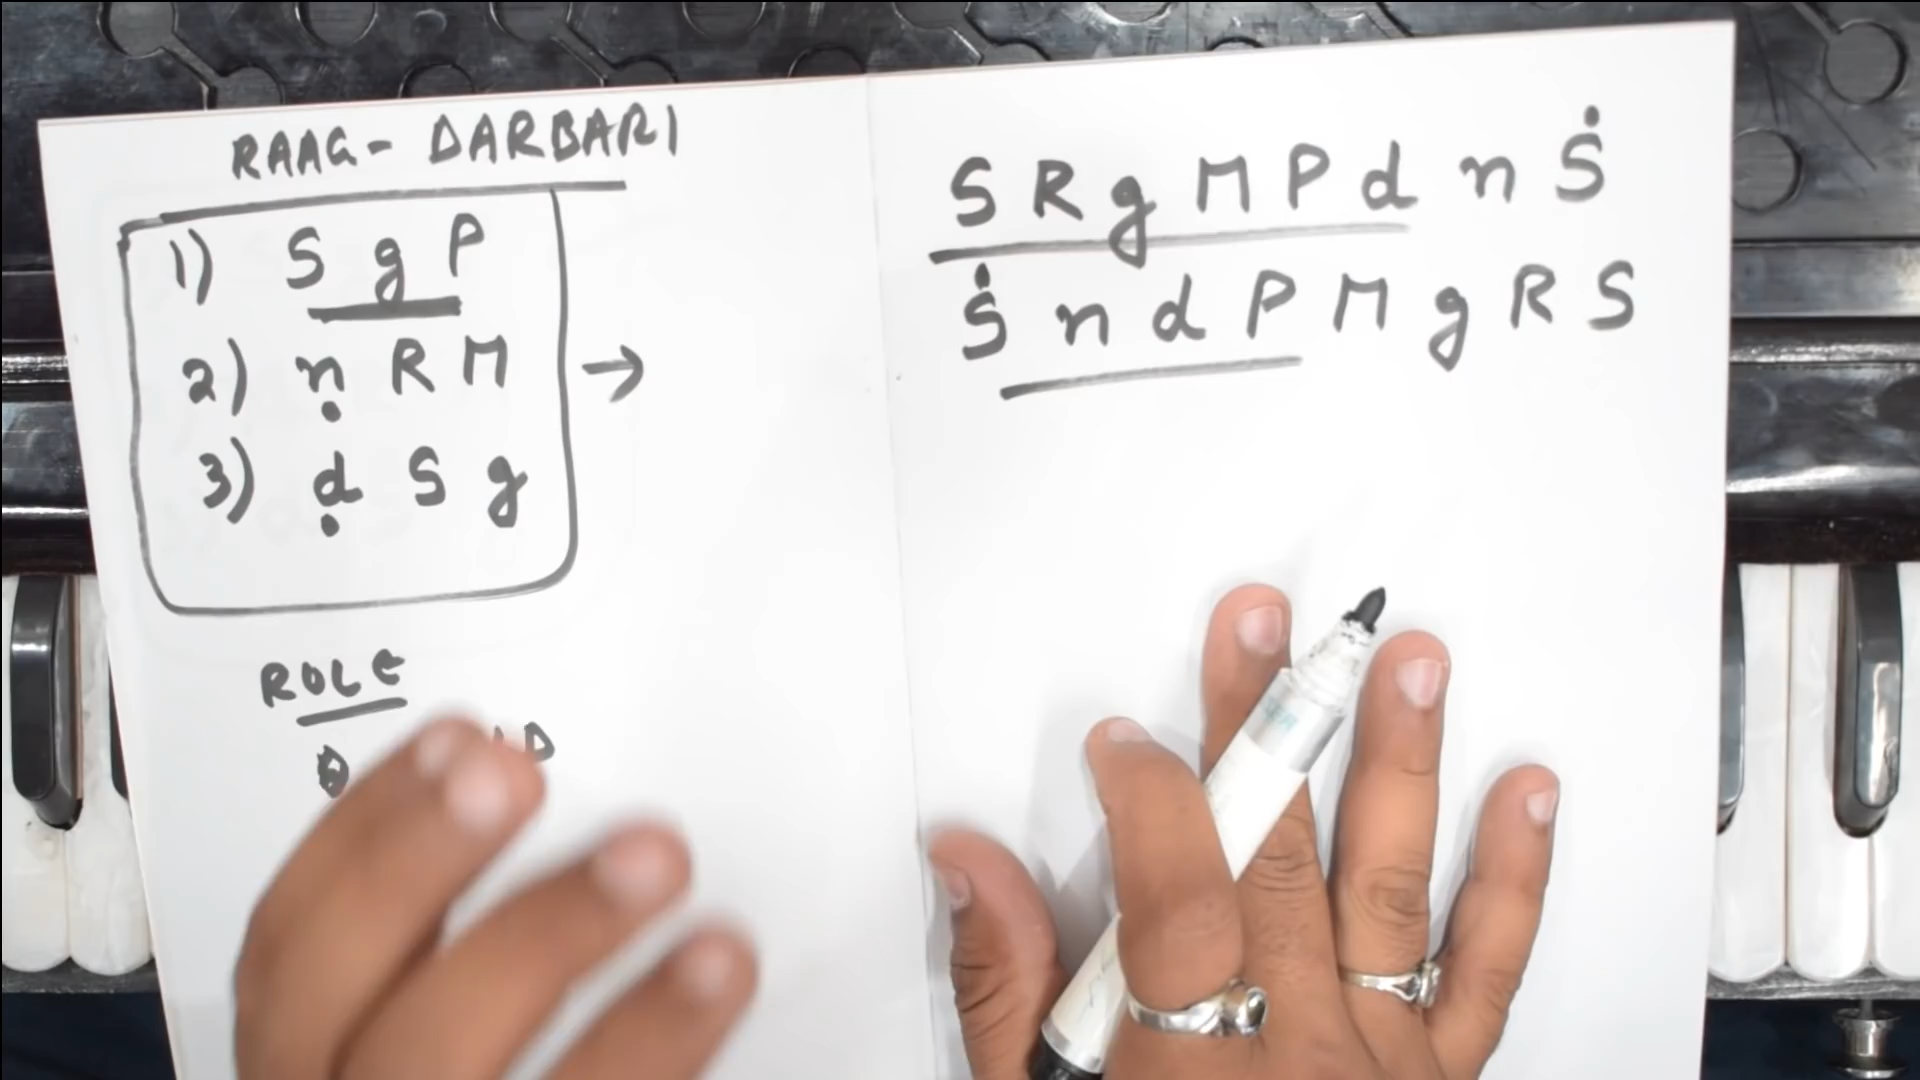 RAAG - DARBARI
1) S g P
2) ṇ R M →
3) ḍ S g
ROLE
S R g M P d n Ṡ
Ṡ n d P M g R S